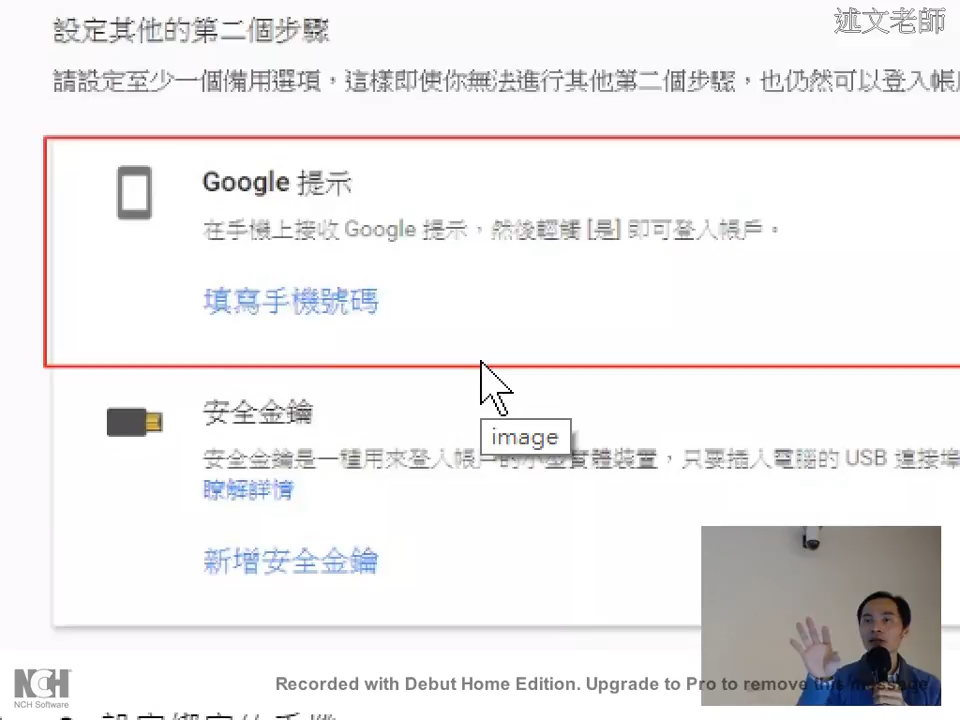 設定其他的第二個步驟
述文老師
請設定至少一個備用選項，這樣即使你無法進行其他第二個步驟，也仍然可以登入帳
Google 提示
在手機上接收 Google 提示，然後輕觸 [是] 即可登入帳戶。
填寫手機號碼
安全金鑰
image
安全金鑰是一種用來登入帳戶的小型實體裝置，只要插入電腦的 USB 連接埠
瞭解詳情
新增安全金鑰
NCH
NCH Software
Recorded with Debut Home Edition. Upgrade to Pro to remove this message